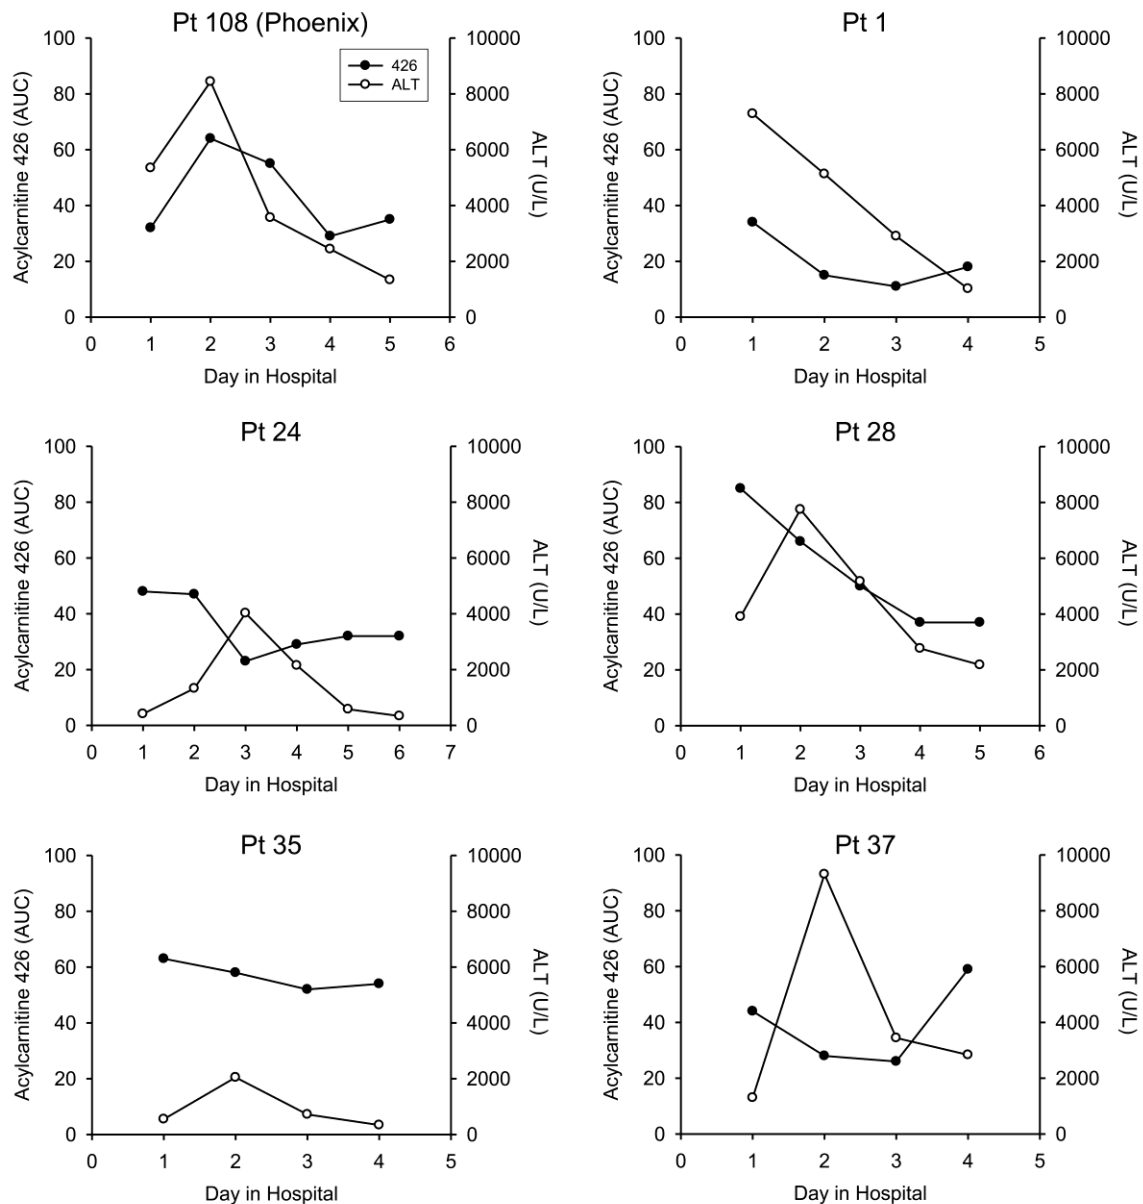 Pt 108 (Phoenix)
426
ALT
100
80
60
40
20
0
10000
8000
6000
4000
2000
0
0 1 2 3 4 5 6
Acylcarnitine 426 (AUC)
ALT (U/L)
Day in Hospital
Pt 1
100
80
60
40
20
0
10000
8000
6000
4000
2000
0
0 1 2 3 4 5
Acylcarnitine 426 (AUC)
ALT (U/L)
Day in Hospital
Pt 24
100
80
60
40
20
0
10000
8000
6000
4000
2000
0
0 1 2 3 4 5 6 7
Acylcarnitine 426 (AUC)
ALT (U/L)
Day in Hospital
Pt 28
100
80
60
40
20
0
10000
8000
6000
4000
2000
0
0 1 2 3 4 5 6
Acylcarnitine 426 (AUC)
ALT (U/L)
Day in Hospital
Pt 35
100
80
60
40
20
0
10000
8000
6000
4000
2000
0
0 1 2 3 4 5
Acylcarnitine 426 (AUC)
ALT (U/L)
Day in Hospital
Pt 37
100
80
60
40
20
0
10000
8000
6000
4000
2000
0
0 1 2 3 4 5
Acylcarnitine 426 (AUC)
ALT (U/L)
Day in Hospital